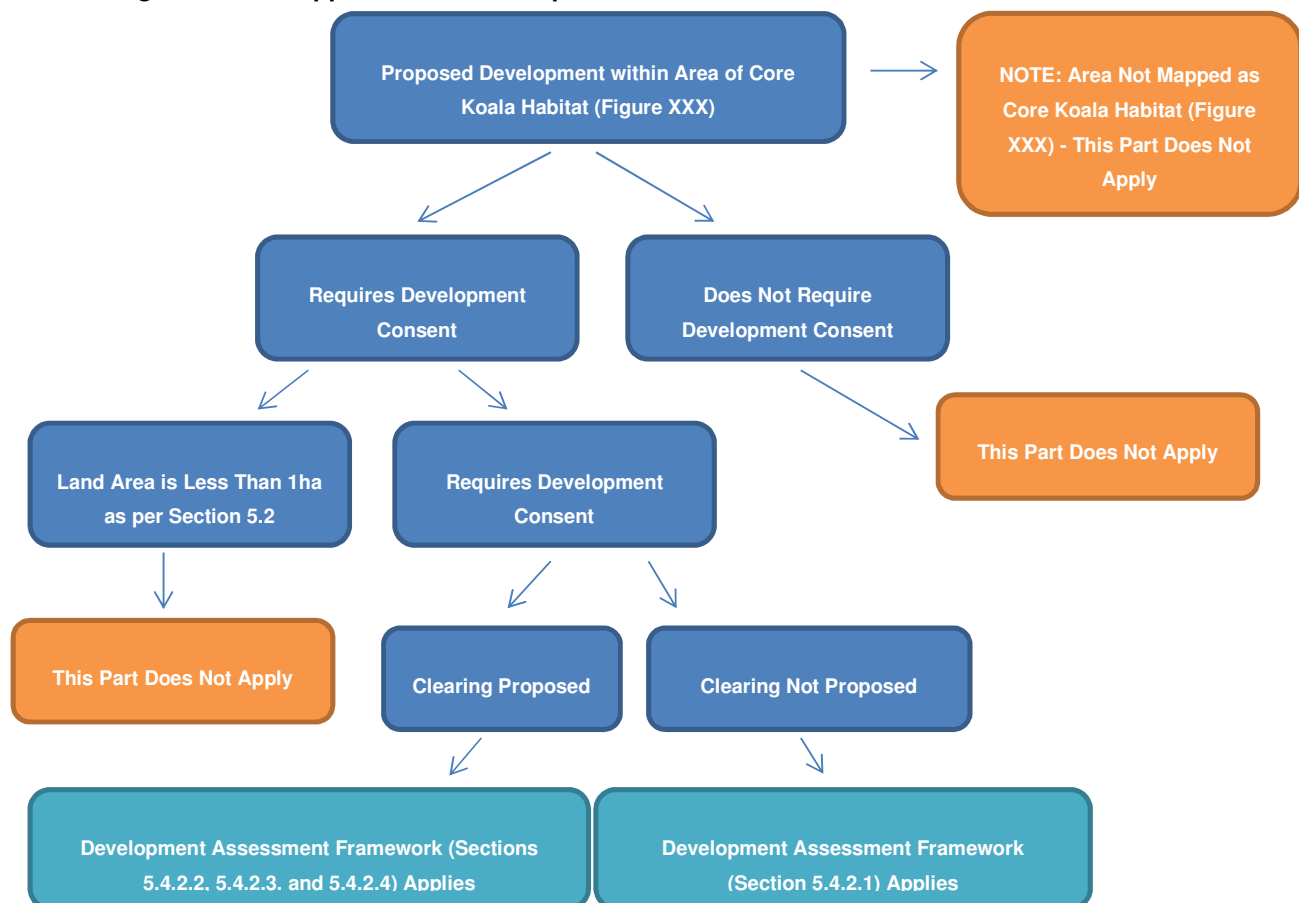 Proposed Development within Area of Core
Koala Habitat (Figure XXX)
NOTE: Area Not Mapped as
Core Koala Habitat (Figure
XXX) - This Part Does Not
Apply
Requires Development
Consent
Does Not Require
Development Consent
Land Area is Less Than 1ha
as per Section 5.2
Requires Development
Consent
This Part Does Not Apply
This Part Does Not Apply
Clearing Proposed
Clearing Not Proposed
Development Assessment Framework (Sections
5.4.2.2, 5.4.2.3, and 5.4.2.4) Applies
Development Assessment Framework
(Section 5.4.2.1) Applies